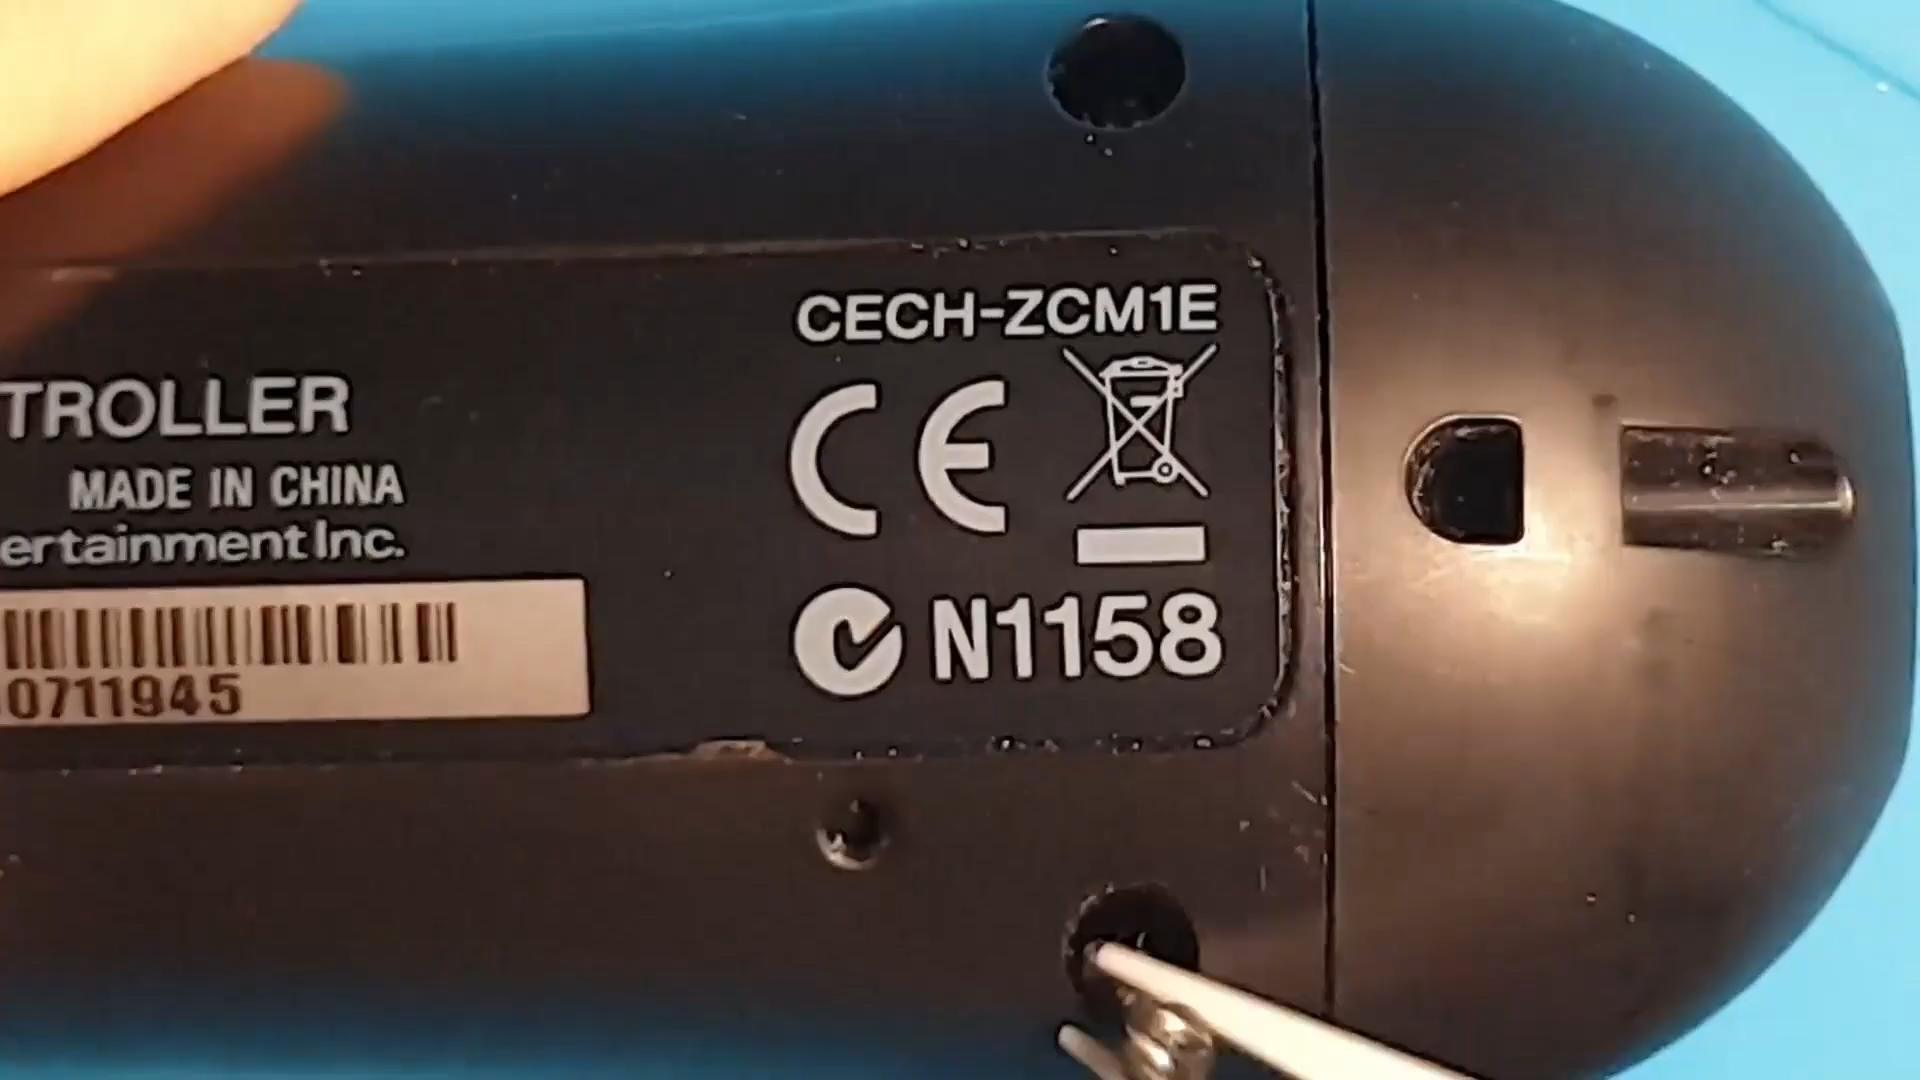 CECH-ZCM1E
TROLLER
MADE IN CHINA
ertainment Inc.
CE
0711945
N1158